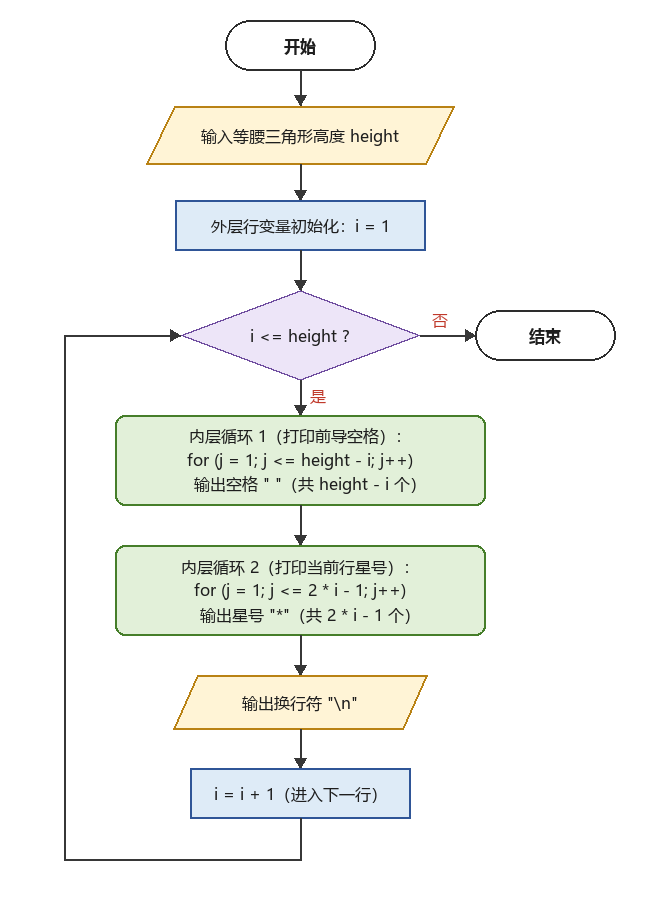 开始
输入等腰三角形高度 height
外层行变量初始化：i = 1
i <= height ?
否
结束
是
内层循环 1（打印前导空格）：
for (j = 1; j <= height - i; j++)
输出空格 " "（共 height - i 个）
内层循环 2（打印当前行星号）：
for (j = 1; j <= 2 * i - 1; j++)
输出星号 "*"（共 2 * i - 1 个）
输出换行符 "\n"
i = i + 1（进入下一行）